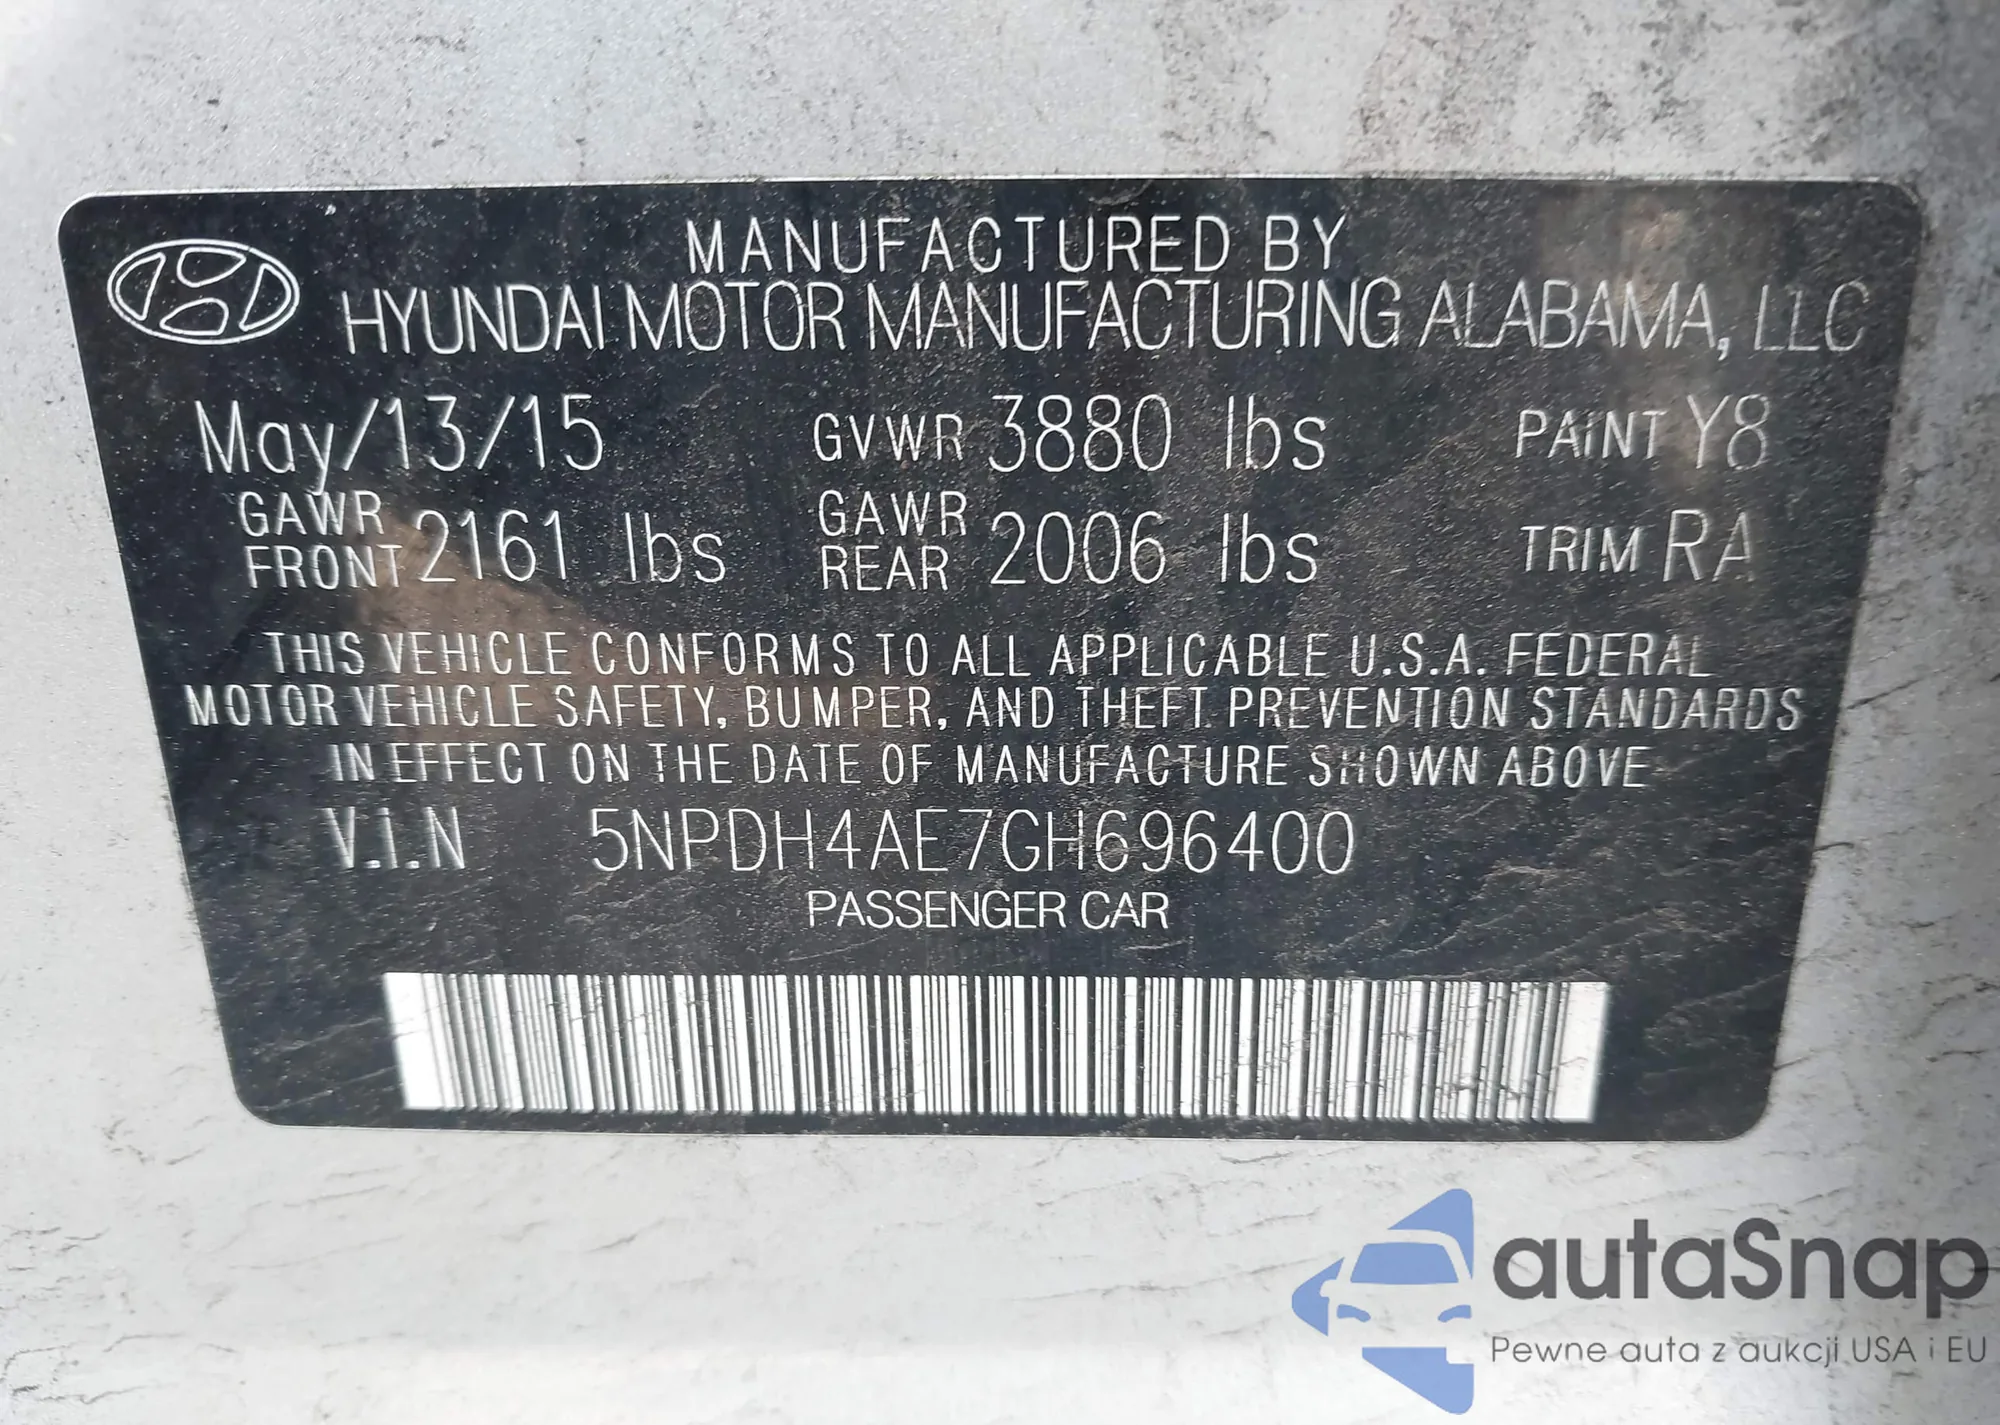 MANUFACTURED BY
HYUNDAI MOTOR MANUFACTURING ALABAMA, LLC
May/13/15 GVWR 3880 lbs PAINT Y8
GAWR FRONT 2161 lbs GAWR REAR 2006 lbs TRIM RA
THIS VEHICLE CONFORMS TO ALL APPLICABLE U.S.A. FEDERAL
MOTOR VEHICLE SAFETY, BUMPER, AND THEFT PREVENTION STANDARDS
IN EFFECT ON THE DATE OF MANUFACTURE SHOWN ABOVE
V.I.N 5NPDH4AE7GH696400
PASSENGER CAR
autaSnap
Pewne auta z aukcji USA i EU